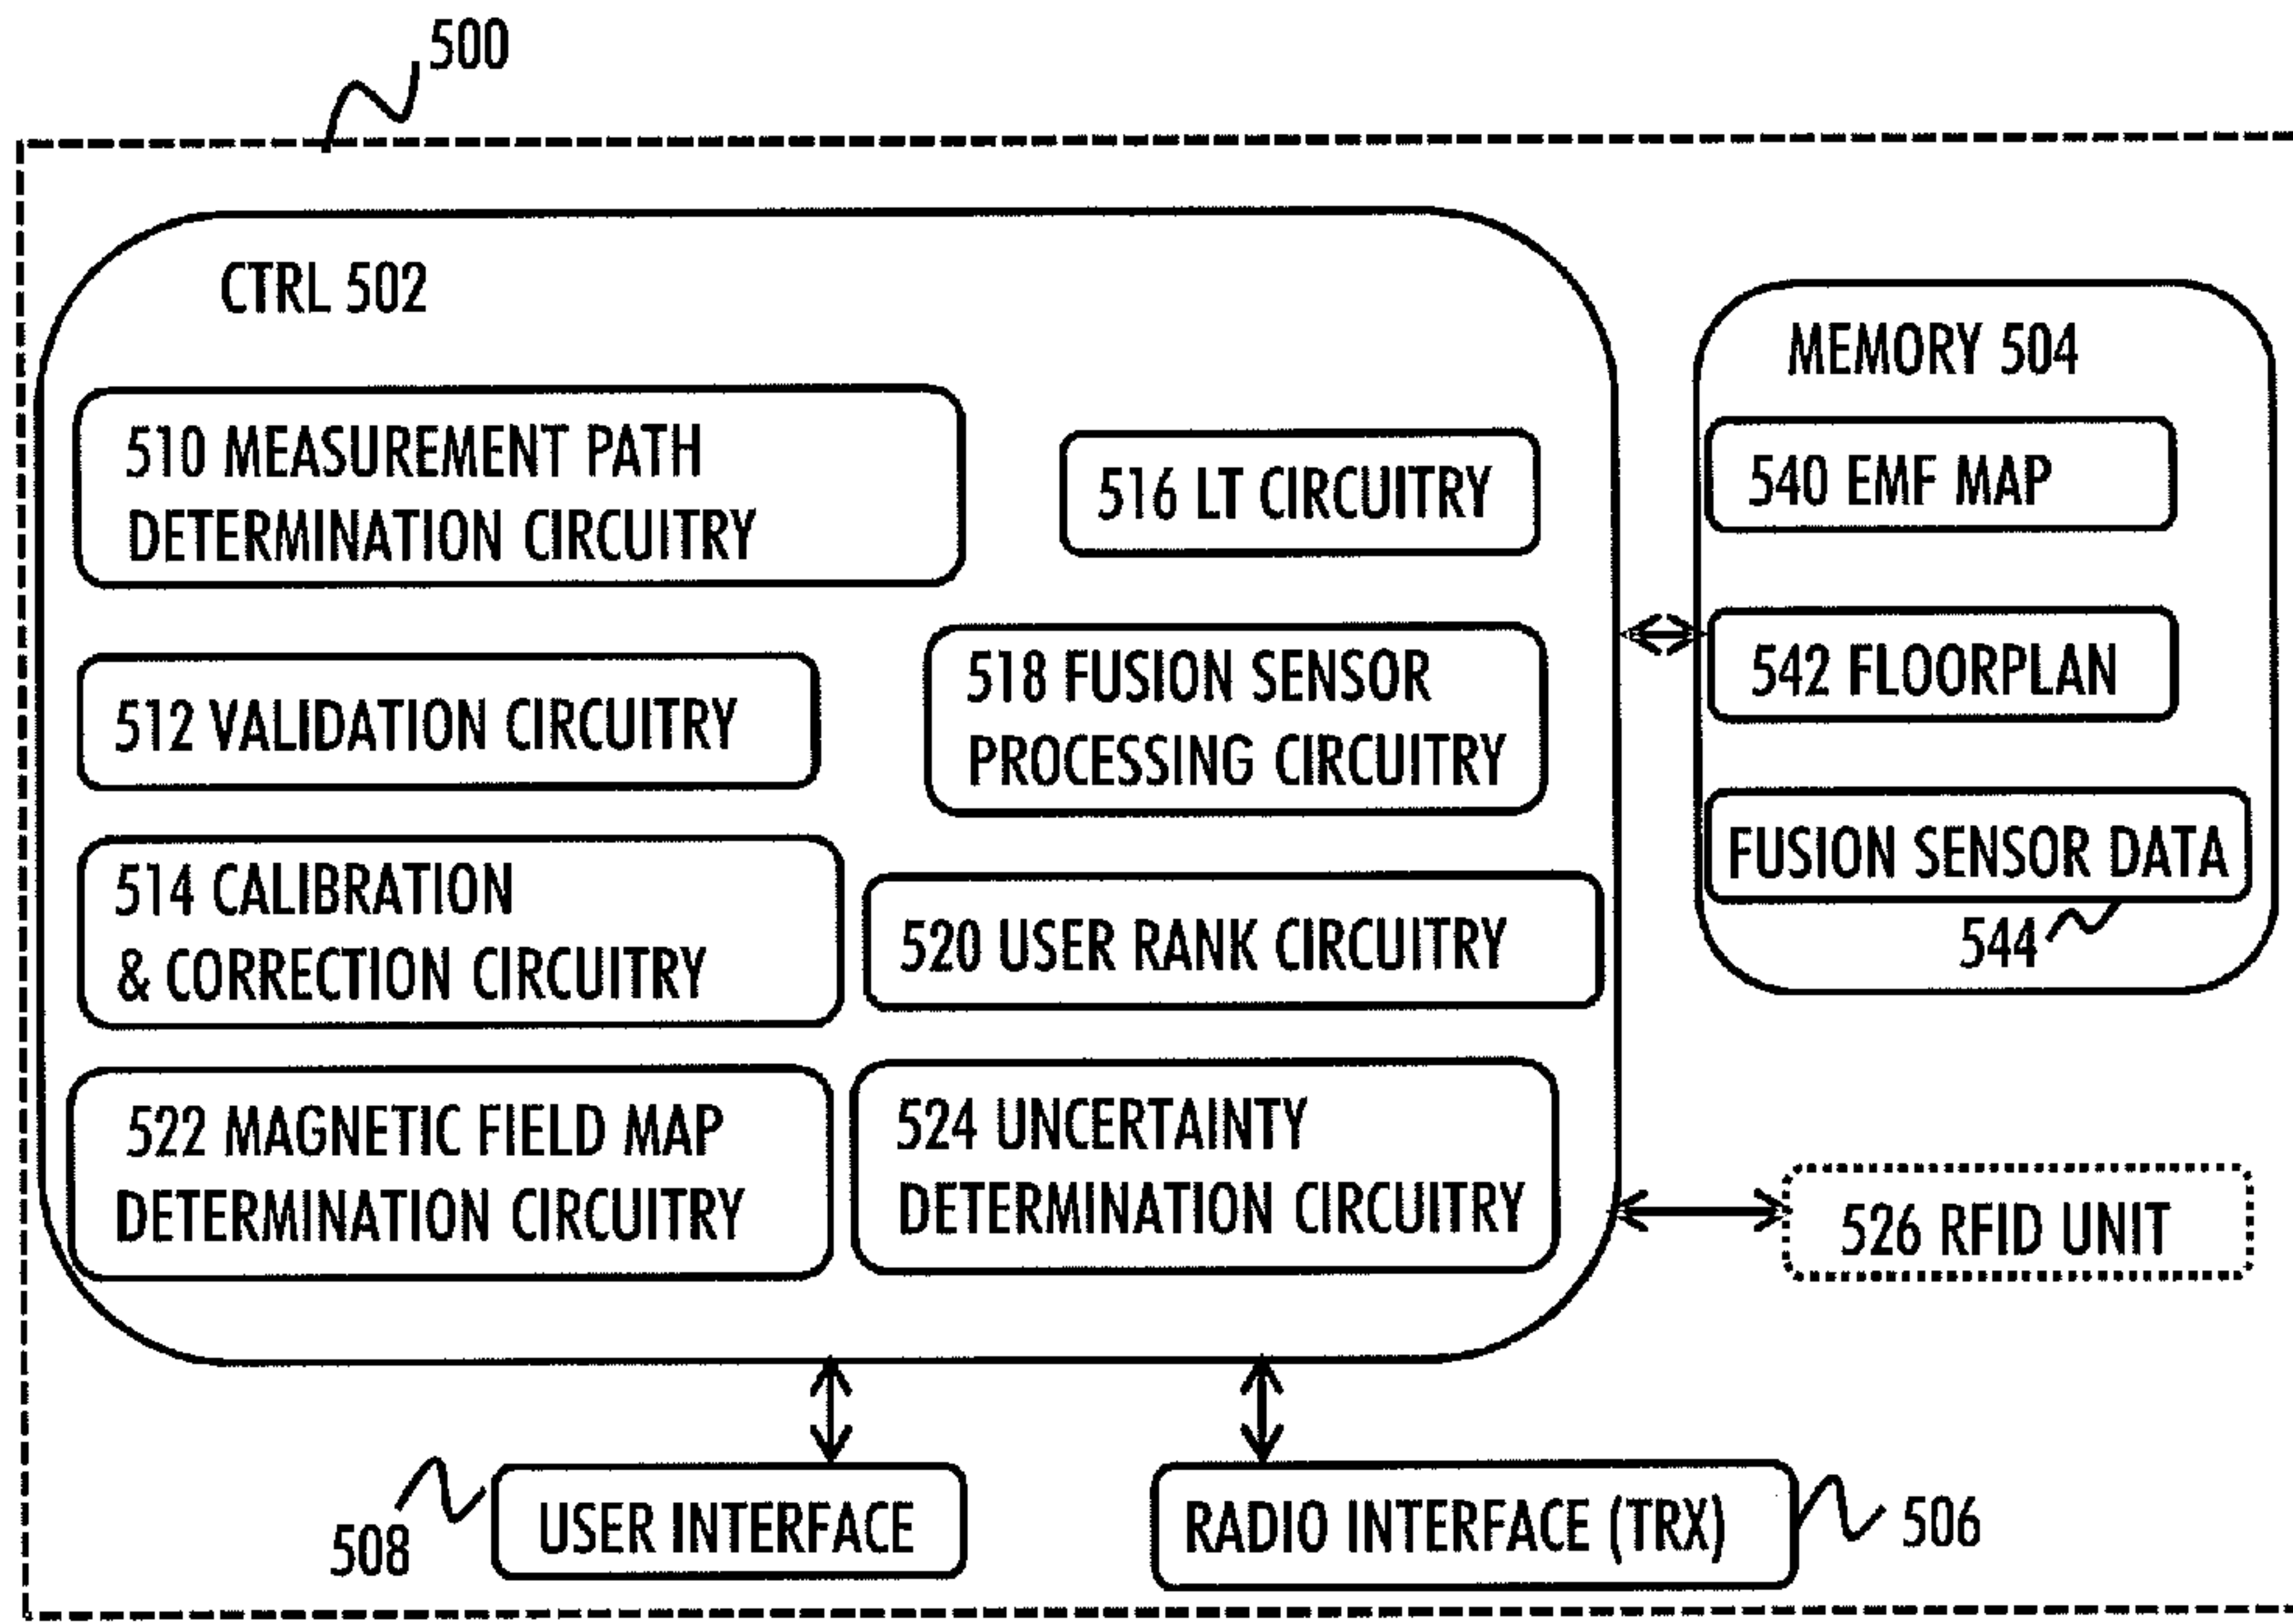 500
CTRL 502
510 MEASUREMENT PATH
DETERMINATION CIRCUITRY
516 LT CIRCUITRY
512 VALIDATION CIRCUITRY
518 FUSION SENSOR
PROCESSING CIRCUITRY
514 CALIBRATION
& CORRECTION CIRCUITRY
520 USER RANK CIRCUITRY
522 MAGNETIC FIELD MAP
DETERMINATION CIRCUITRY
524 UNCERTAINTY
DETERMINATION CIRCUITRY
MEMORY 504
540 EMF MAP
542 FLOORPLAN
FUSION SENSOR DATA
544
526 RFID UNIT
508
USER INTERFACE
RADIO INTERFACE (TRX)
506